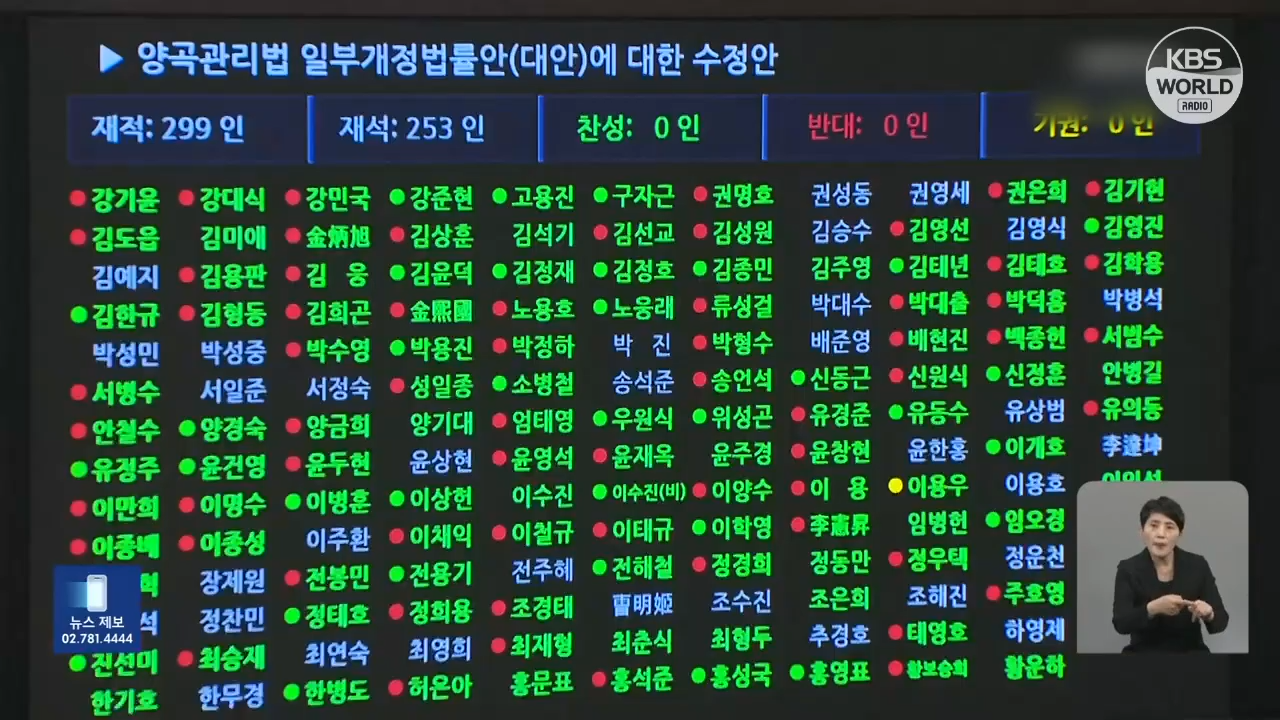 ▶ 양곡관리법 일부개정법률안(대안)에 대한 수정안
KBS
WORLD
RADIO
재적: 299 인 재석: 253 인 찬성: 0 인 반대: 0 인 기권: 0 인
강기윤 강대식 강민국 강준현 고용진 구자근 권명호 권성동 권영세 권은희 김기현
김도읍 김미애 金炳旭 김상훈 김석기 김선교 김성원 김승수 김영선 김영식 김영진
김예지 김용판 김 웅 김윤덕 김정재 김정호 김종민 김주영 김태년 김태호 김학용
김한규 김형동 김희곤 金熙國 노용호 노웅래 류성걸 박대수 박대출 박덕흠 박병석
박성민 박성중 박수영 박용진 박정하 박 진 박형수 배준영 배현진 백종헌 서범수
서병수 서일준 서정숙 성일종 소병철 송석준 송언석 신동근 신원식 신정훈 안병길
안철수 양경숙 양금희 양기대 엄태영 우원식 위성곤 유경준 유동수 유상범 유의동
유정주 윤건영 윤두현 윤상현 윤영석 윤재옥 윤주경 윤창현 윤한홍 이개호 李達坤
이만희 이명수 이병훈 이상헌 이수진 이수진(비) 이양수 이 용 이용우 이용호
이종배 이종성 이주환 이채익 이철규 이태규 이학영 李憲昇 임병헌 임오경
장제원 전봉민 전용기 전주혜 전해철 정경희 정동만 정우택 정운천
석 정찬민 정태호 정희용 조경태 曺明姬 조수진 조은희 조해진 주호영
진선미 최승재 최연숙 최영희 최재형 최춘식 최형두 추경호 태영호 하영제
한기호 한무경 한병도 허은아 홍문표 홍석준 홍성국 홍영표 황보승희 황운하
뉴스 제보
02.781.4444